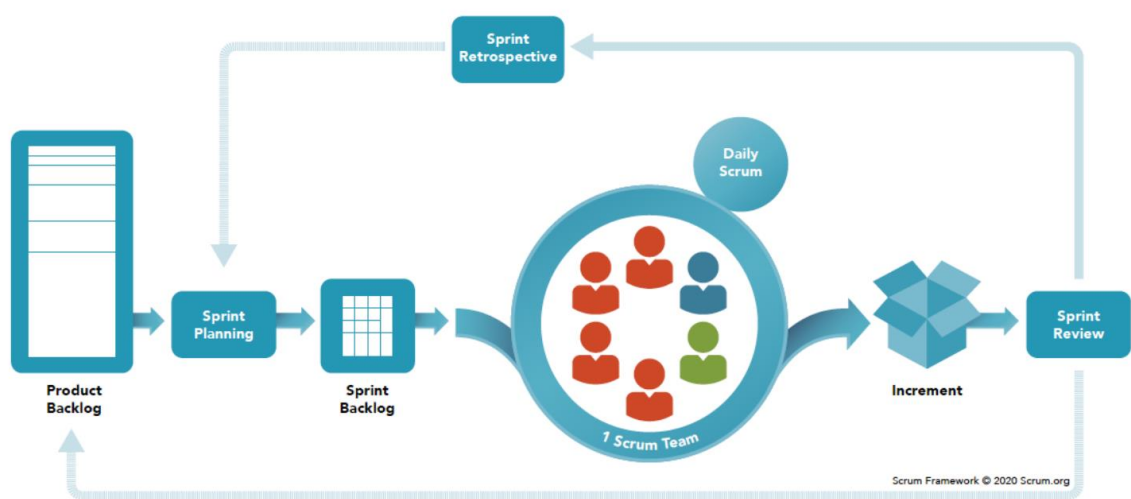 Sprint
Retrospective
Daily
Scrum
Sprint
Planning
Sprint
Review
Product
Backlog
Sprint
Backlog
1 Scrum Team
Increment
Scrum Framework © 2020 Scrum.org